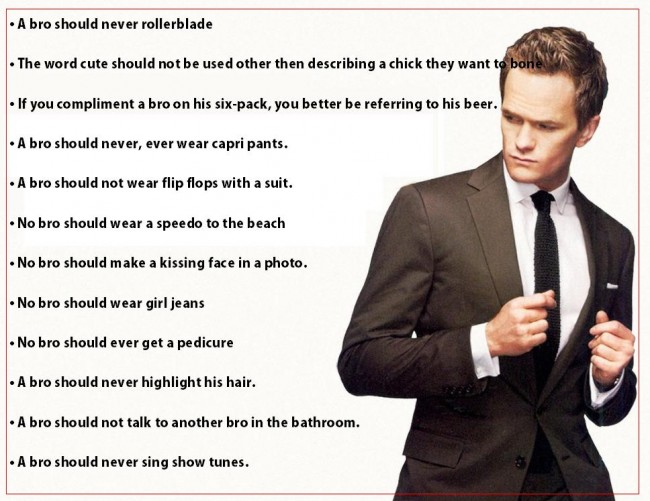 • A bro should never rollerblade
• The word cute should not be used other then describing a chick they want to bone
• If you compliment a bro on his six-pack, you better be referring to his beer.
• A bro should never, ever wear capri pants.
• A bro should not wear flip flops with a suit.
• No bro should wear a speedo to the beach
• No bro should make a kissing face in a photo.
• No bro should wear girl jeans
• No bro should ever get a pedicure
• A bro should never highlight his hair.
• A bro should not talk to another bro in the bathroom.
• A bro should never sing show tunes.